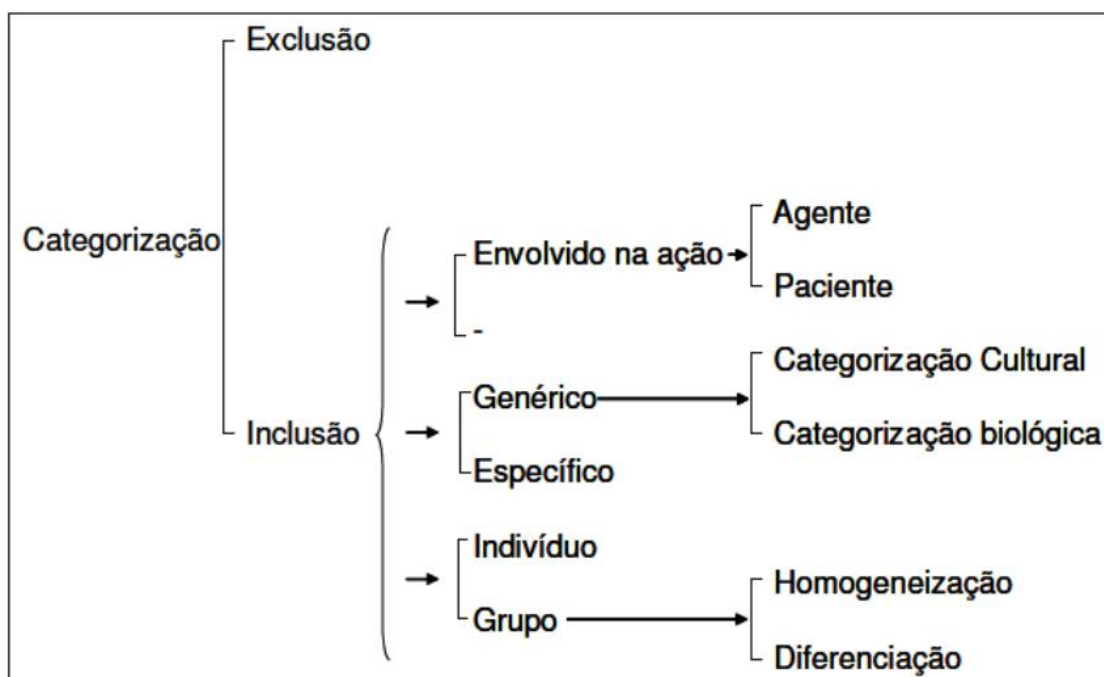 Exclusão
Categorização
Inclusão
Envolvido na ação
-
Agente
Paciente
Genérico
Específico
Categorização Cultural
Categorização biológica
Indivíduo
Grupo
Homogeneização
Diferenciação